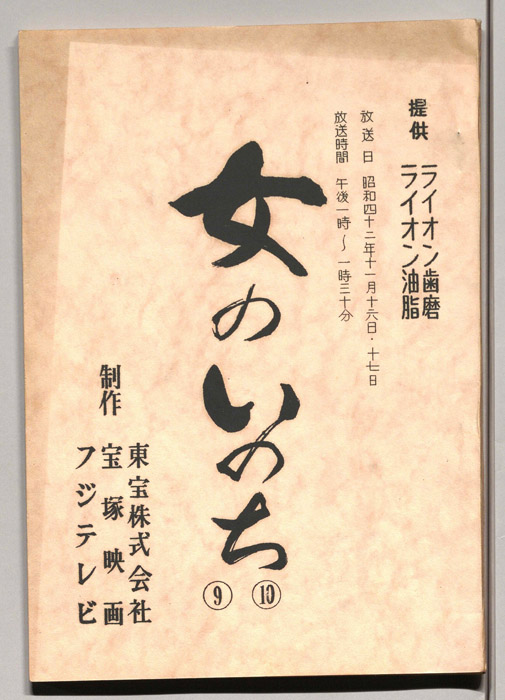 提供
ライオン歯磨
ライオン油脂
放送日 昭和四十二年十一月十六日・十七日
放送時間 午後一時〜一時三十分
女のいのち
⑨ ⑩
制作
東宝株式会社
宝塚映画
フジテレビ